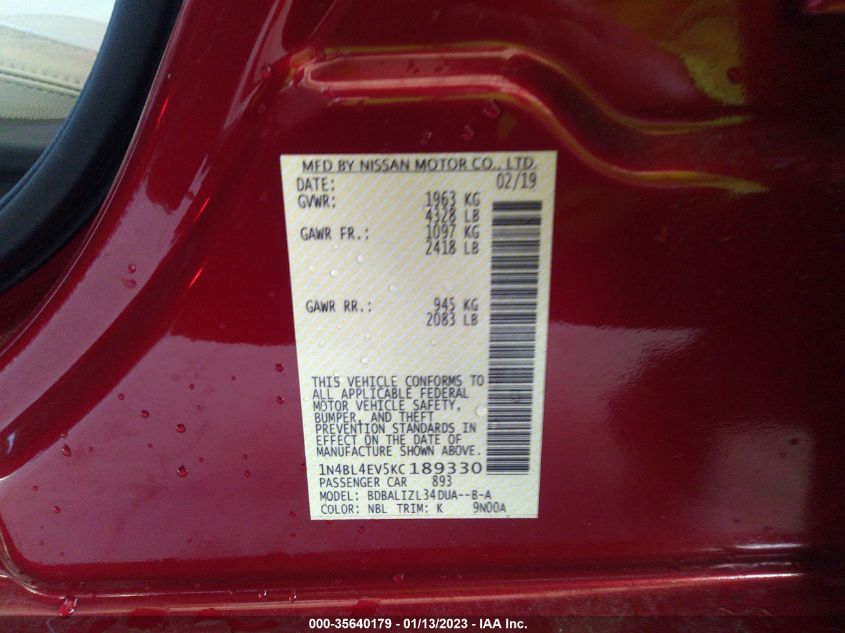 MFD BY NISSAN MOTOR CO., LTD.
DATE: 02/19
GVWR: 1963 KG
4328 LB
GAWR FR.: 1097 KG
2418 LB
GAWR RR.: 945 KG
2083 LB
THIS VEHICLE CONFORMS TO
ALL APPLICABLE FEDERAL
MOTOR VEHICLE SAFETY,
BUMPER, AND THEFT
PREVENTION STANDARDS IN
EFFECT ON THE DATE OF
MANUFACTURE SHOWN ABOVE.
1N4BL4EV5KC189330
PASSENGER CAR 893
MODEL: BDBALIZL34DUA--B-A
COLOR: NBL TRIM: K 9N00A
000-35640179 - 01/13/2023 - IAA Inc.